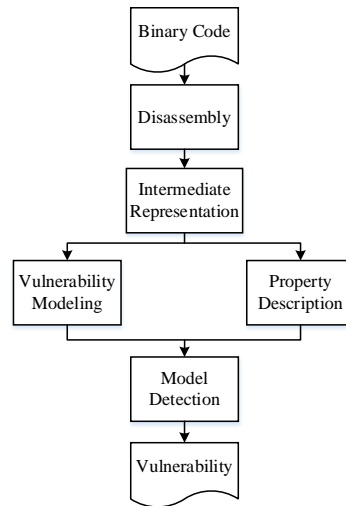 Binary Code
Disassembly
Intermediate
Representation
Vulnerability
Modeling
Property
Description
Model
Detection
Vulnerability